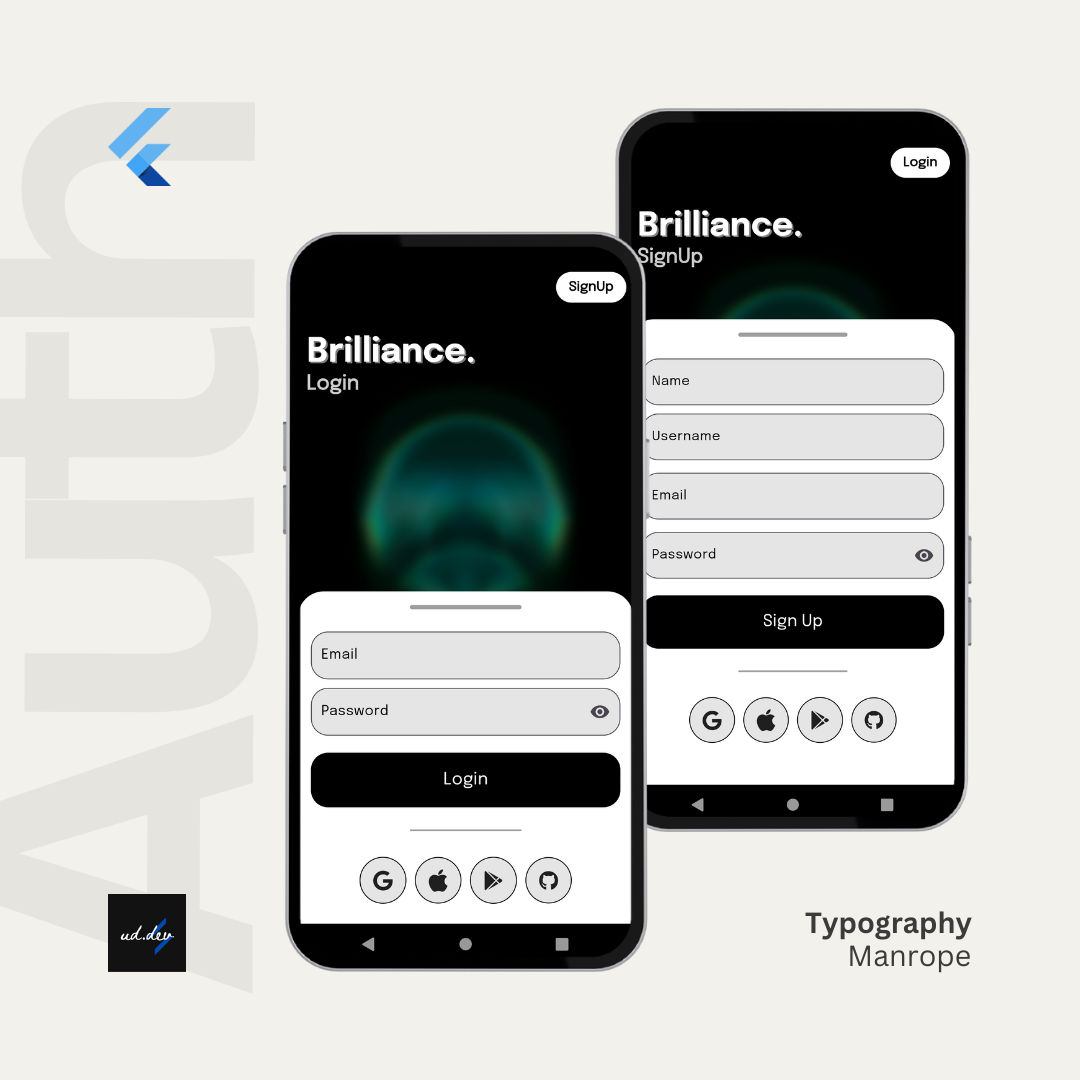 Auth
SignUp
Brilliance.
Login
Email
Password
Login
Login
Brilliance.
SignUp
Name
Username
Email
Password
Sign Up
ud.dev
Typography
Manrope